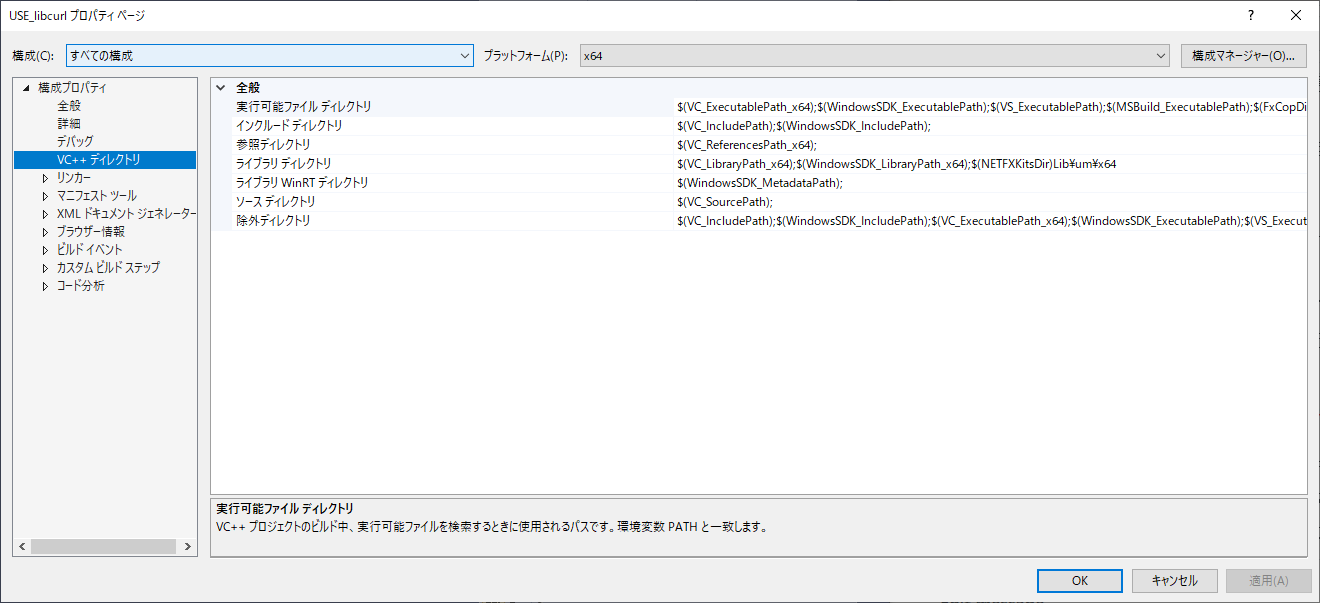 USE_libcurl プロパティ ページ
?
構成(C): すべての構成 プラットフォーム(P): x64 構成マネージャー(O)...
構成プロパティ
全般
詳細
デバッグ
VC++ ディレクトリ
リンカー
マニフェスト ツール
XML ドキュメント ジェネレーター
ブラウザー情報
ビルド イベント
カスタム ビルド ステップ
コード分析
全般
実行可能ファイル ディレクトリ $(VC_ExecutablePath_x64);$(WindowsSDK_ExecutablePath);$(VS_ExecutablePath);$(MSBuild_ExecutablePath);$(FxCopDi
インクルード ディレクトリ $(VC_IncludePath);$(WindowsSDK_IncludePath);
参照ディレクトリ $(VC_ReferencesPath_x64);
ライブラリ ディレクトリ $(VC_LibraryPath_x64);$(WindowsSDK_LibraryPath_x64);$(NETFXKitsDir)Lib¥um¥x64
ライブラリ WinRT ディレクトリ $(WindowsSDK_MetadataPath);
ソース ディレクトリ $(VC_SourcePath);
除外ディレクトリ $(VC_IncludePath);$(WindowsSDK_IncludePath);$(VC_ExecutablePath_x64);$(WindowsSDK_ExecutablePath);$(VS_Execut
実行可能ファイル ディレクトリ
VC++ プロジェクトのビルド中、実行可能ファイルを検索するときに使用されるパスです。環境変数 PATH と一致します。
OK キャンセル 適用(A)